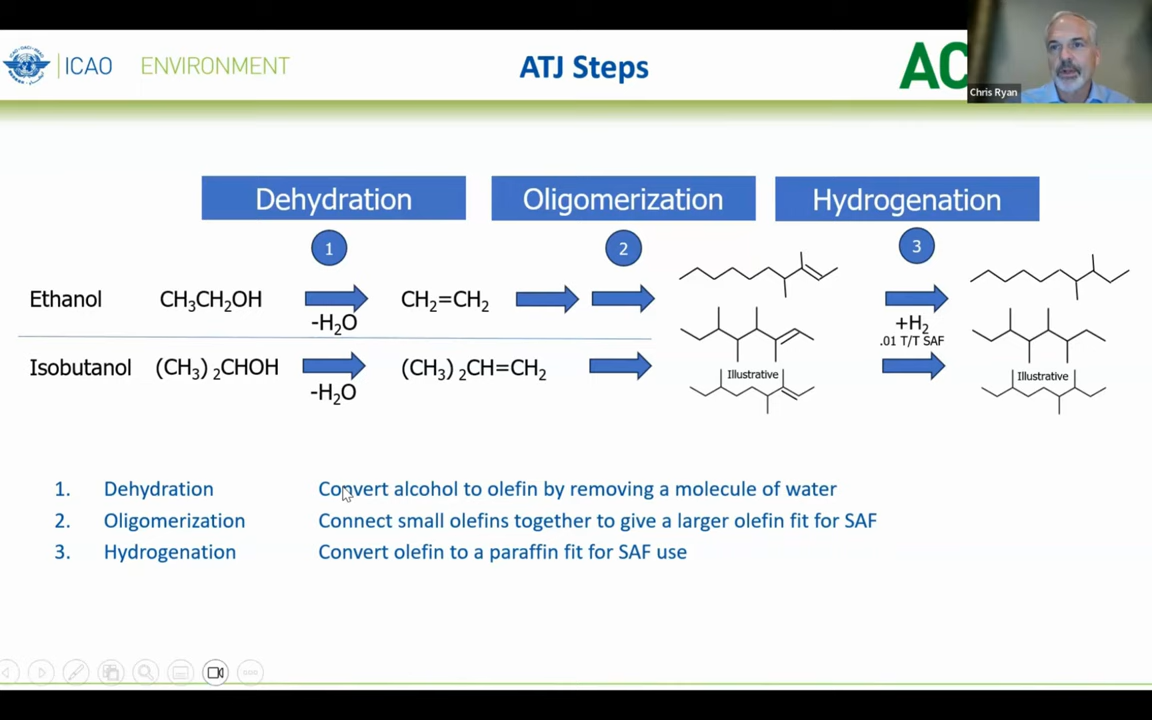 ICAO ENVIRONMENT
ATJ Steps
AC
Chris Ryan
Dehydration
Oligomerization
Hydrogenation
1
2
3
Ethanol
CH₃CH₂OH
-H₂O
CH₂=CH₂
+H₂
.01 T/T SAF
Isobutanol
(CH₃) ₂CHOH
-H₂O
(CH₃) ₂CH=CH₂
Illustrative
Illustrative
1. Dehydration Convert alcohol to olefin by removing a molecule of water
2. Oligomerization Connect small olefins together to give a larger olefin fit for SAF
3. Hydrogenation Convert olefin to a paraffin fit for SAF use